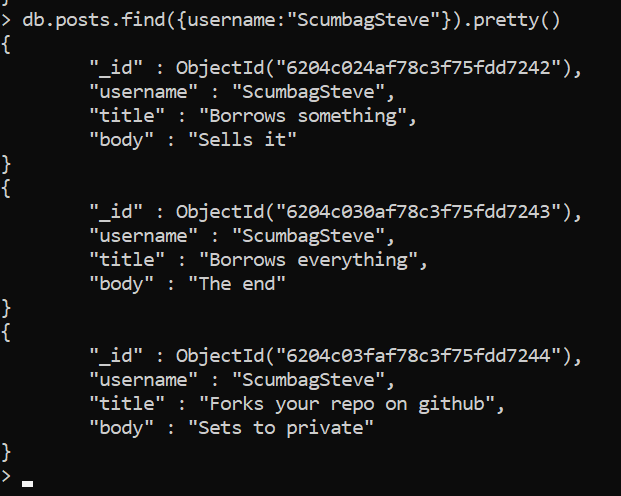 > db.posts.find({username:"ScumbagSteve"}).pretty()
{
        "_id" : ObjectId("6204c024af78c3f75fdd7242"),
        "username" : "ScumbagSteve",
        "title" : "Borrows something",
        "body" : "Sells it"
}
{
        "_id" : ObjectId("6204c030af78c3f75fdd7243"),
        "username" : "ScumbagSteve",
        "title" : "Borrows everything",
        "body" : "The end"
}
{
        "_id" : ObjectId("6204c03faf78c3f75fdd7244"),
        "username" : "ScumbagSteve",
        "title" : "Forks your repo on github",
        "body" : "Sets to private"
}
>